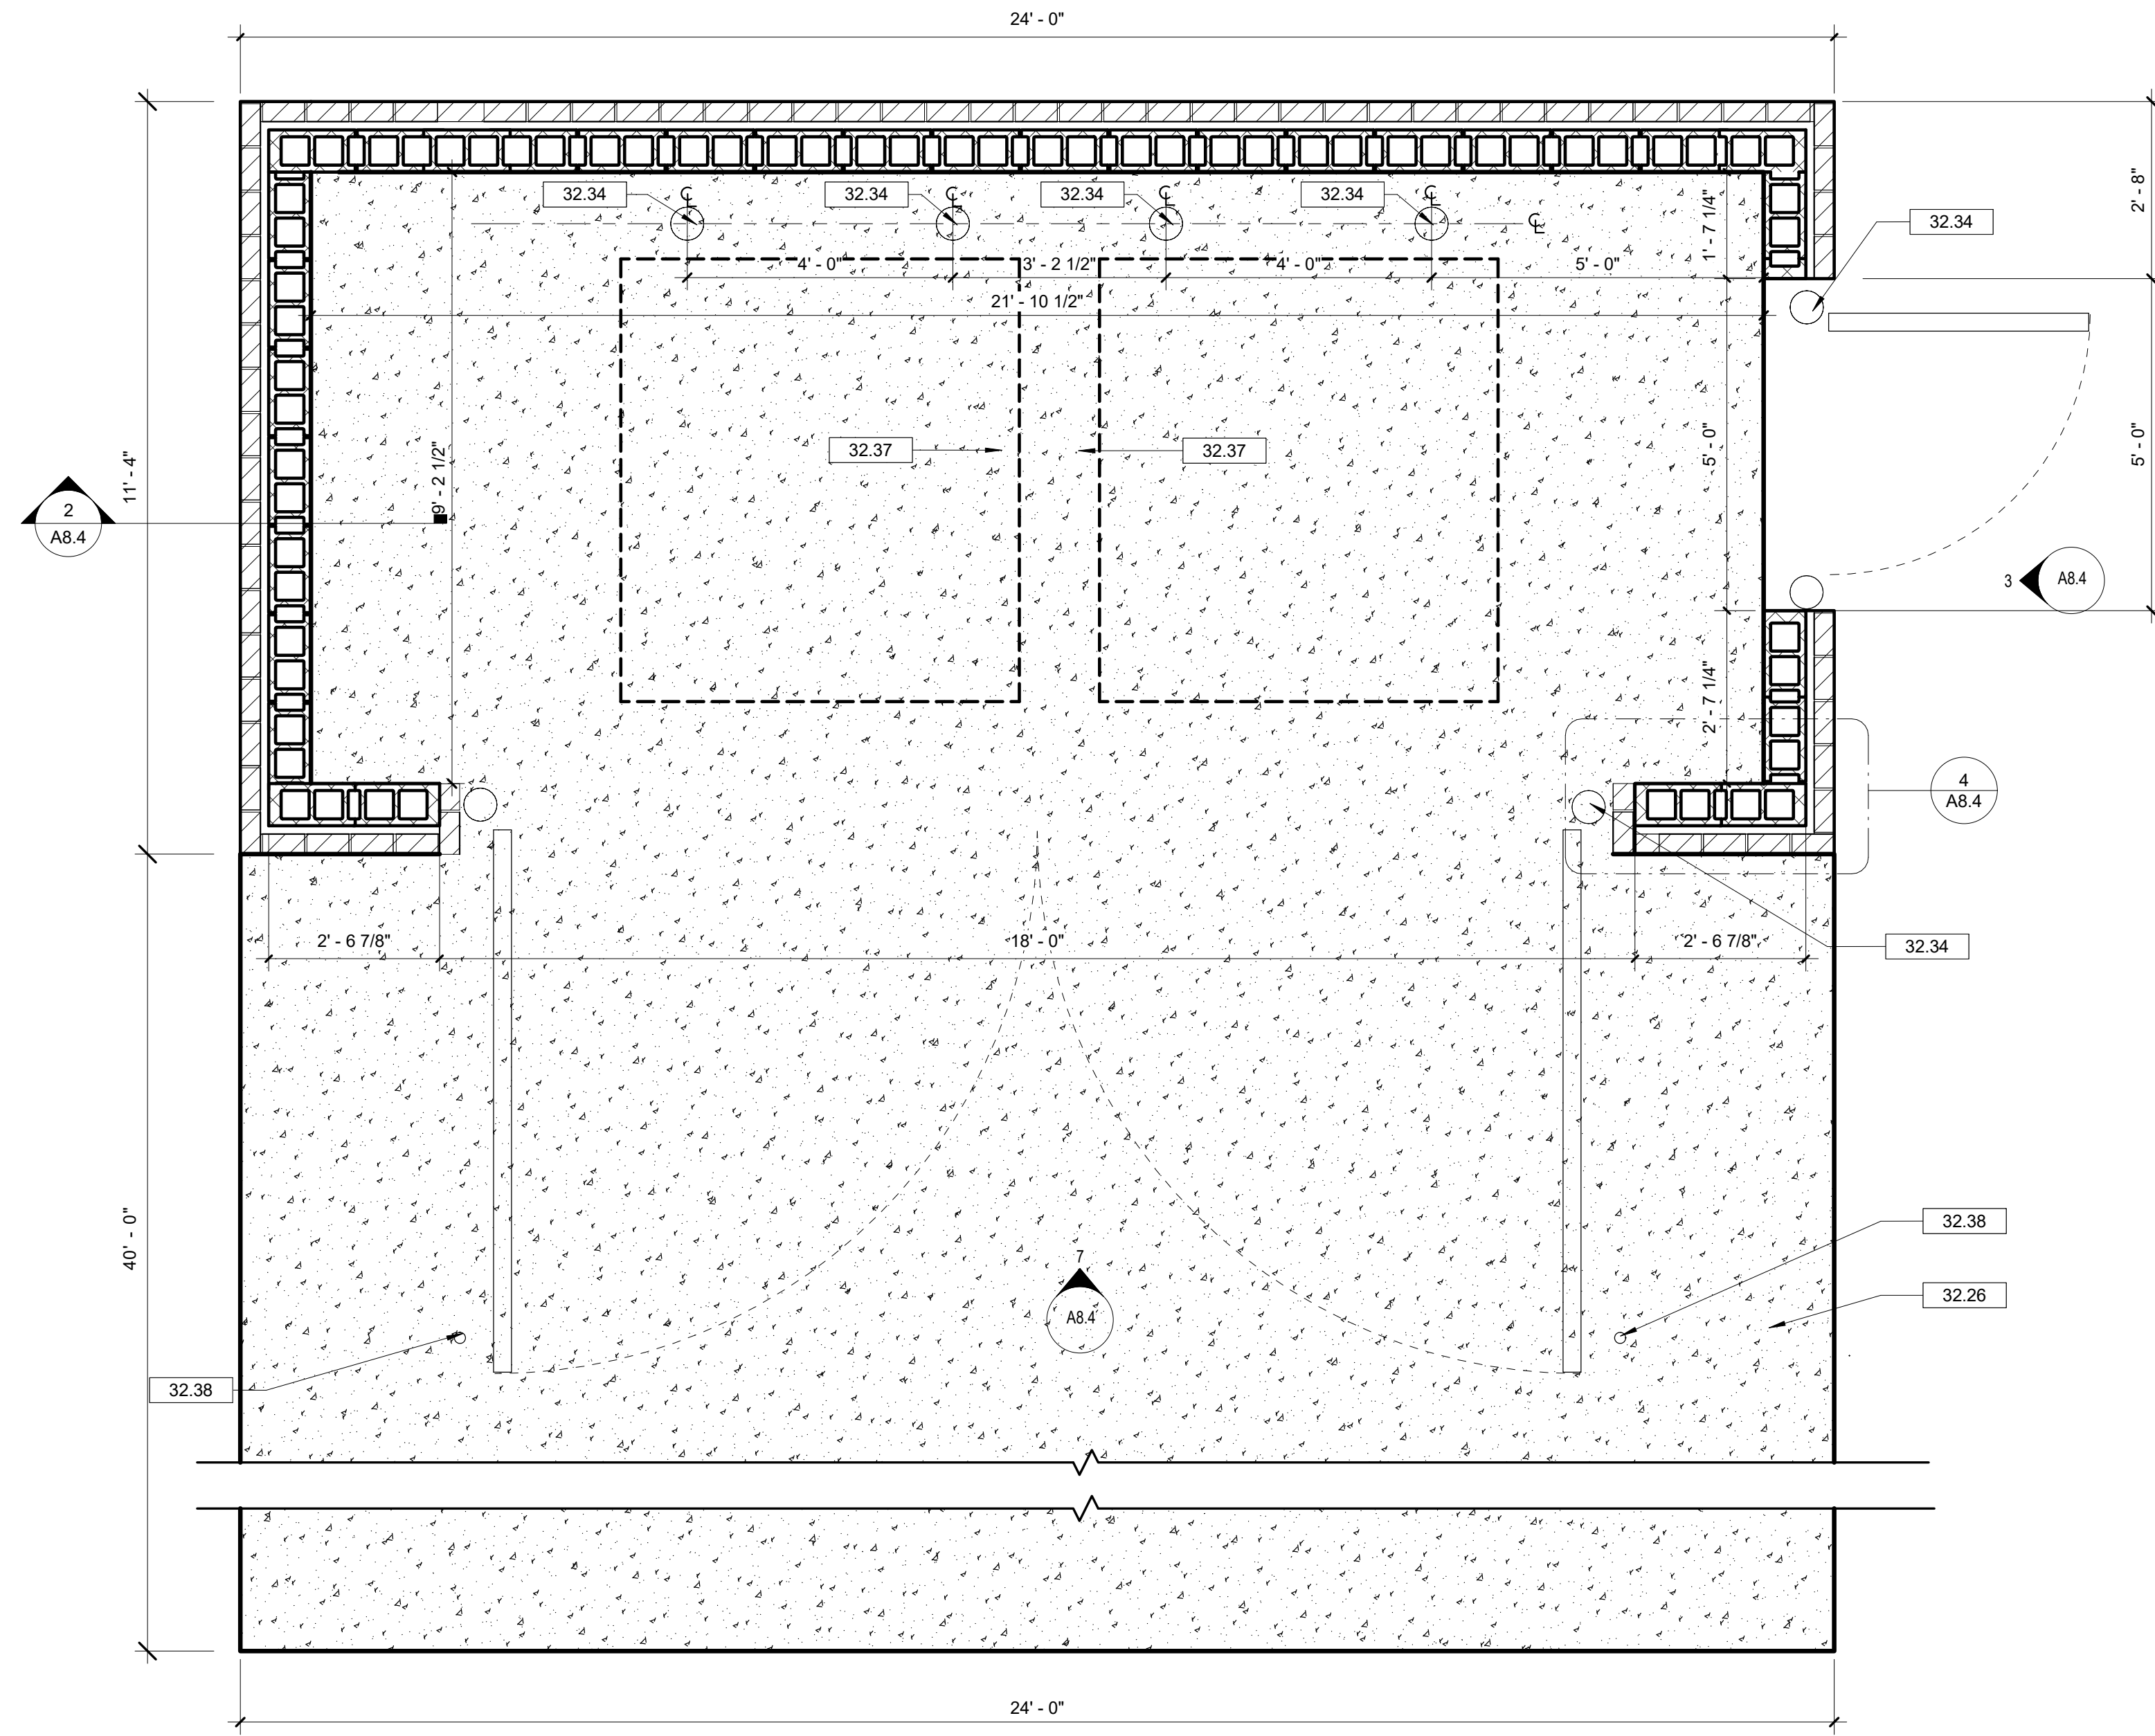 24' - 0"
32.34
32.34
32.34
32.34
32.34
2' - 8"
1' - 7 1/4"
4' - 0"
3' - 2 1/2"
4' - 0"
5' - 0"
21' - 10 1/2"
32.37
32.37
5' - 0"
5' - 0"
9' - 2 1/2"
11' - 4"
2
A8.4
3
A8.4
2' - 7 1/4"
4
A8.4
2' - 6 7/8"
18' - 0"
2' - 6 7/8"
32.34
40' - 0"
32.38
7
A8.4
32.26
32.38
24' - 0"